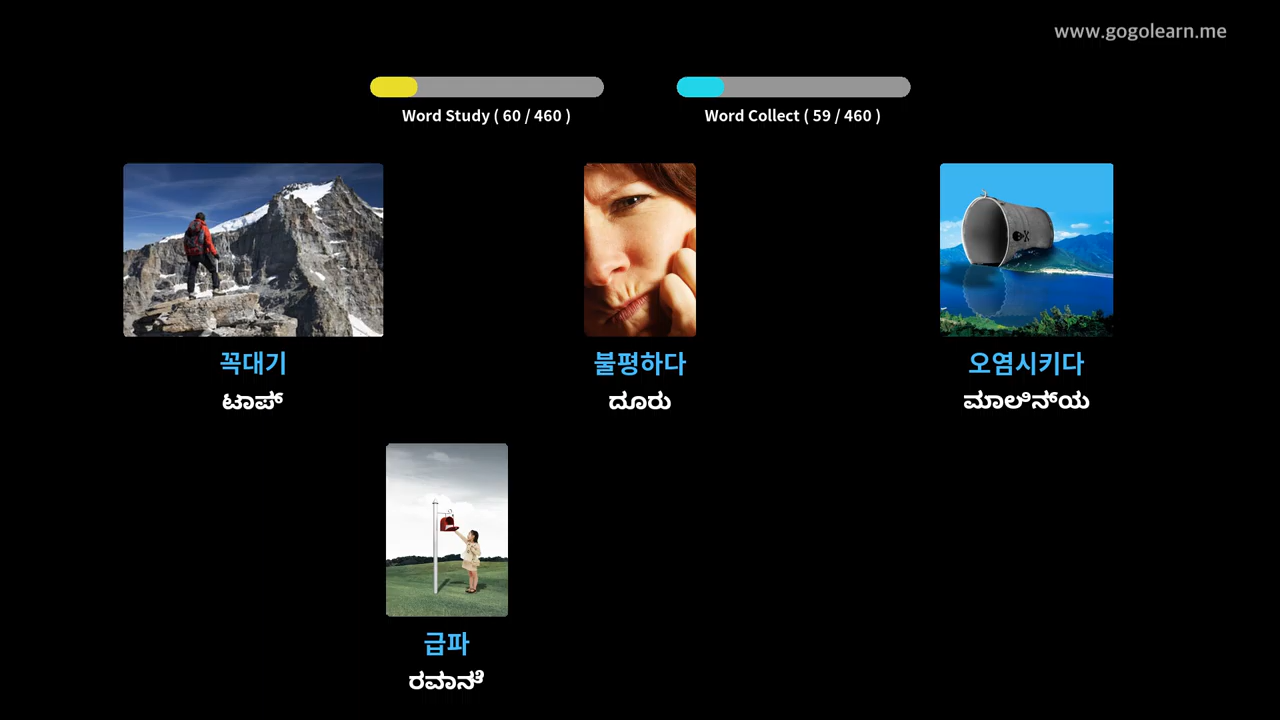 www.gogolearn.me
Word Study ( 60 / 460 )
Word Collect ( 59 / 460 )
꼭대기
ಟಾಪ್
불평하다
ದೂರು
오염시키다
ಮಾಲಿನ್ಯ
급파
ರವಾನೆ